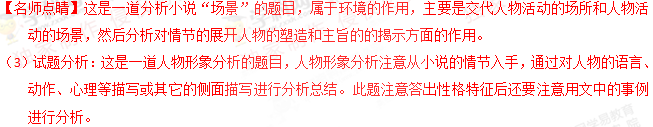 【名师点睛】这是一道分析小说“场景”的题目，属于环境的作用，主要是交代人物活动的场所和人物活
动的场景，然后分析对情节的展开人物的塑造和主旨的的揭示方面的作用。
（3）试题分析：这是一道人物形象分析的题目，人物形象分析注意从小说的情节入手，通过对人物的语言、
动作、心理等描写或其它的侧面描写进行分析总结。此题注意答出性格特征后还要注意用文中的事例
进行分析。